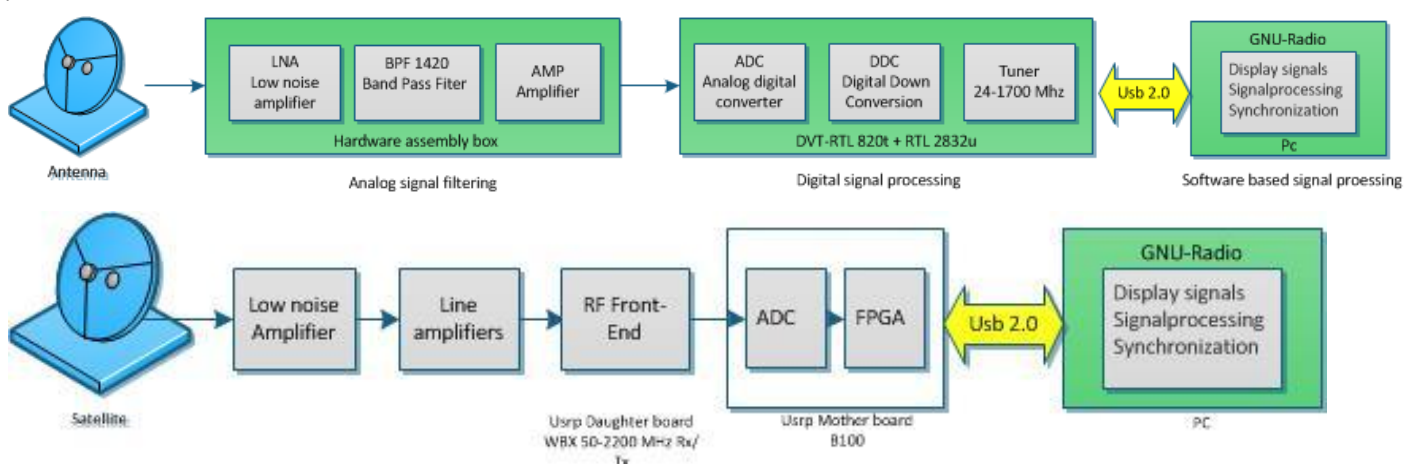 LNA
Low noise
amplifier
BPF 1420
Band Pass Fiter
AMP
Amplifier
Hardware assembly box
ADC
Analog digital
converter
DDC
Digital Down
Conversion
Tuner
24-1700 Mhz
DVT-RTL 820t + RTL 2832u
Usb 2.0
GNU-Radio
Display signals
Signalprocessing
Synchronization
Pc
Antenna
Analog signal filtering
Digital signal processing
Software based signal proessing
Low noise
Amplifier
Line
amplifiers
RF Front-
End
ADC
FPGA
Usb 2.0
GNU-Radio
Display signals
Signalprocessing
Synchronization
Satellite
Usrp Daughter board
WBX 50-2200 MHz Rx/
Tx
Usrp Mother board
B100
PC